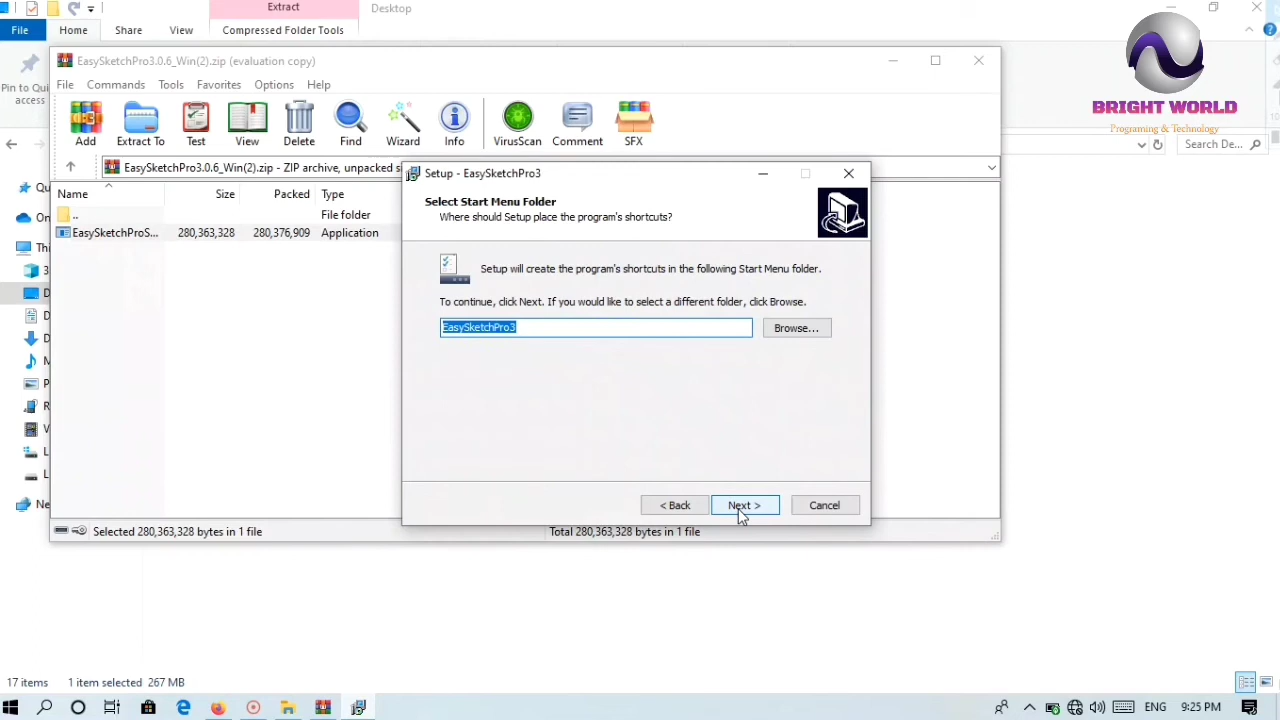 Extract
Desktop
File
Home
Share
View
Compressed Folder Tools
Pin to Qui
access
EasySketchPro3.0.6_Win(2).zip (evaluation copy)
File
Commands
Tools
Favorites
Options
Help
Add
Extract To
Test
View
Delete
Find
Wizard
Info
VirusScan
Comment
SFX
BRIGHT WORLD
Programing & Technology
EasySketchPro3.0.6_Win(2).zip - ZIP archive, unpacked s
Search De...
Name
Size
Packed
Type
..
File folder
EasySketchProS...
280,363,328
280,376,909
Application
Qu
On
Thi
3
D
D
D
M
P
R
V
L
L
Ne
Setup - EasySketchPro3
Select Start Menu Folder
Where should Setup place the program's shortcuts?
Setup will create the program's shortcuts in the following Start Menu folder.
To continue, click Next. If you would like to select a different folder, click Browse.
EasySketchPro3
Browse...
< Back
Next >
Cancel
Selected 280,363,328 bytes in 1 file
Total 280,363,328 bytes in 1 file
17 items
1 item selected 267 MB
ENG
9:25 PM